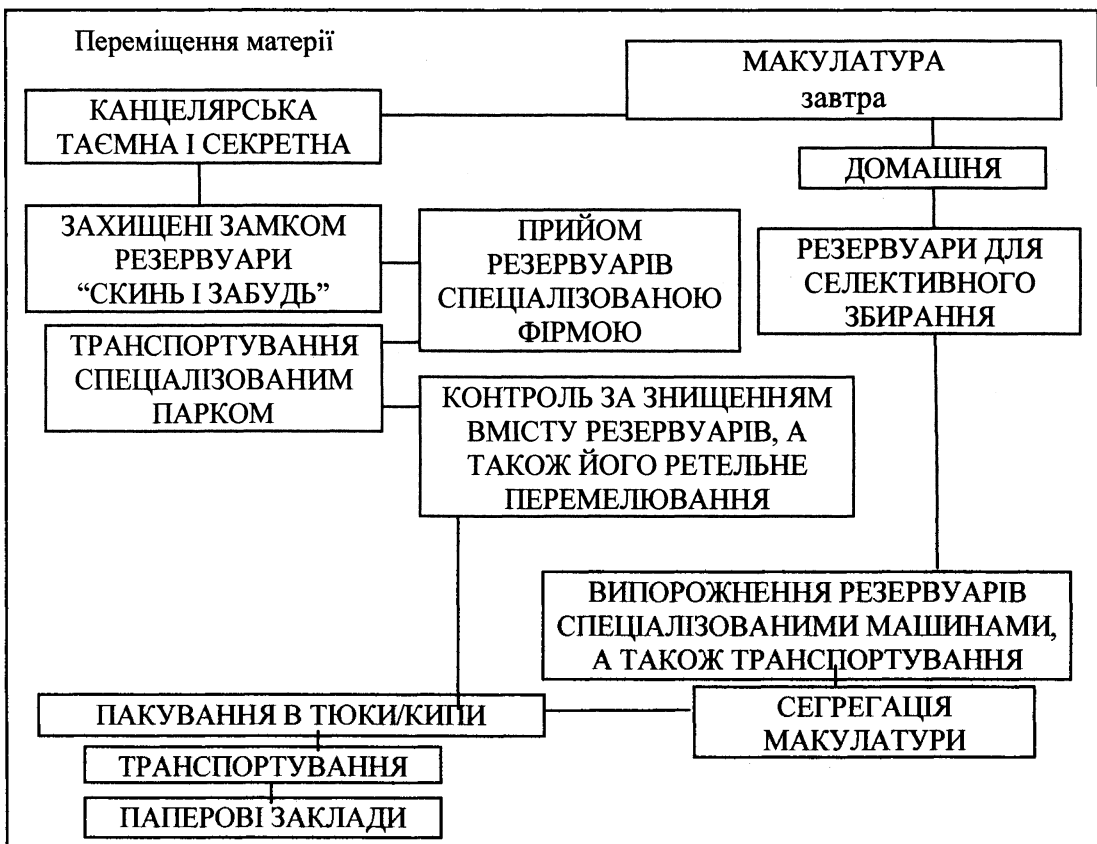 Переміщення матерії
МАКУЛАТУРА
завтра
КАНЦЕЛЯРСЬКА
ТАЄМНА І СЕКРЕТНА
ДОМАШНЯ
ЗАХИЩЕНІ ЗАМКОМ
РЕЗЕРВУАРИ
“СКИНЬ І ЗАБУДЬ”
ПРИЙОМ
РЕЗЕРВУАРІВ
СПЕЦІАЛІЗОВАНОЮ
ФІРМОЮ
РЕЗЕРВУАРИ ДЛЯ
СЕЛЕКТИВНОГО
ЗБИРАННЯ
ТРАНСПОРТУВАННЯ
СПЕЦІАЛІЗОВАНИМ
ПАРКОМ
КОНТРОЛЬ ЗА ЗНИЩЕННЯМ
ВМІСТУ РЕЗЕРВУАРІВ, А
ТАКОЖ ЙОГО РЕТЕЛЬНЕ
ПЕРЕМЕЛЮВАННЯ
ВИПОРОЖНЕННЯ РЕЗЕРВУАРІВ
СПЕЦІАЛІЗОВАНИМИ МАШИНАМИ,
А ТАКОЖ ТРАНСПОРТУВАННЯ
ПАКУВАННЯ В ТЮКИ/КИПИ
СЕГРЕГАЦІЯ
МАКУЛАТУРИ
ТРАНСПОРТУВАННЯ
ПАПЕРОВІ ЗАКЛАДИ